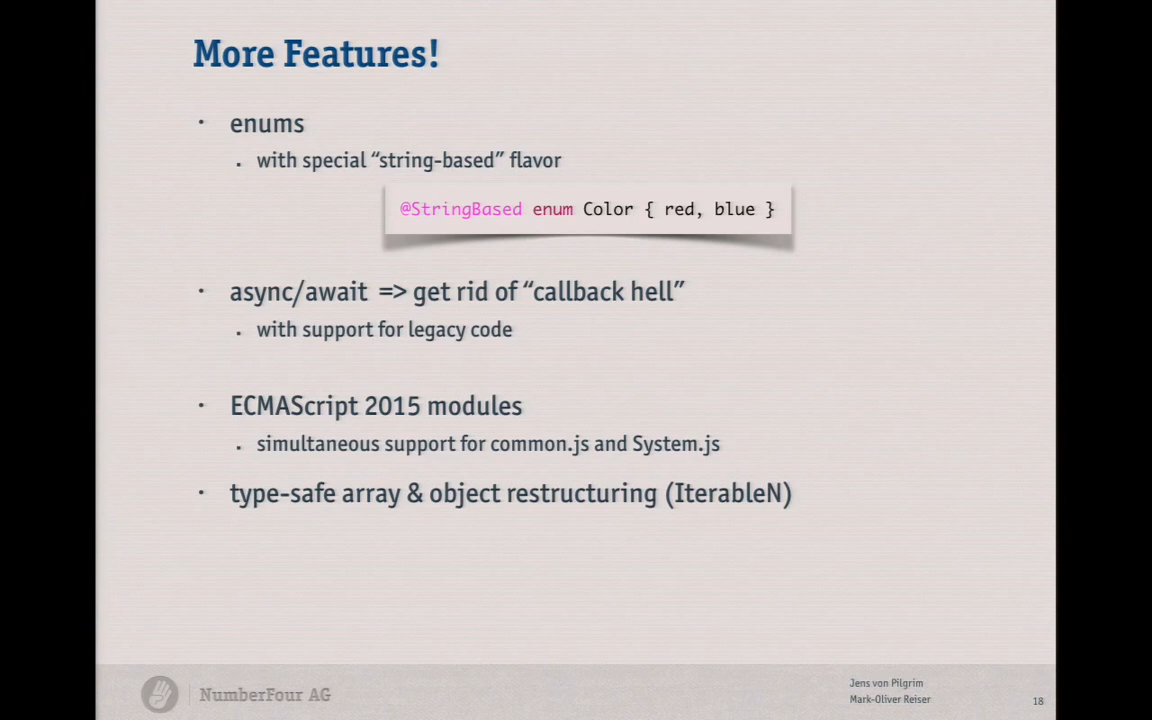 More Features!
• enums
▪ with special “string-based” flavor
@StringBased enum Color { red, blue }
• async/await => get rid of “callback hell”
▪ with support for legacy code
• ECMAScript 2015 modules
▪ simultaneous support for common.js and System.js
• type-safe array & object restructuring (IterableN)
NumberFour AG
Jens von Pilgrim
Mark-Oliver Reiser
18